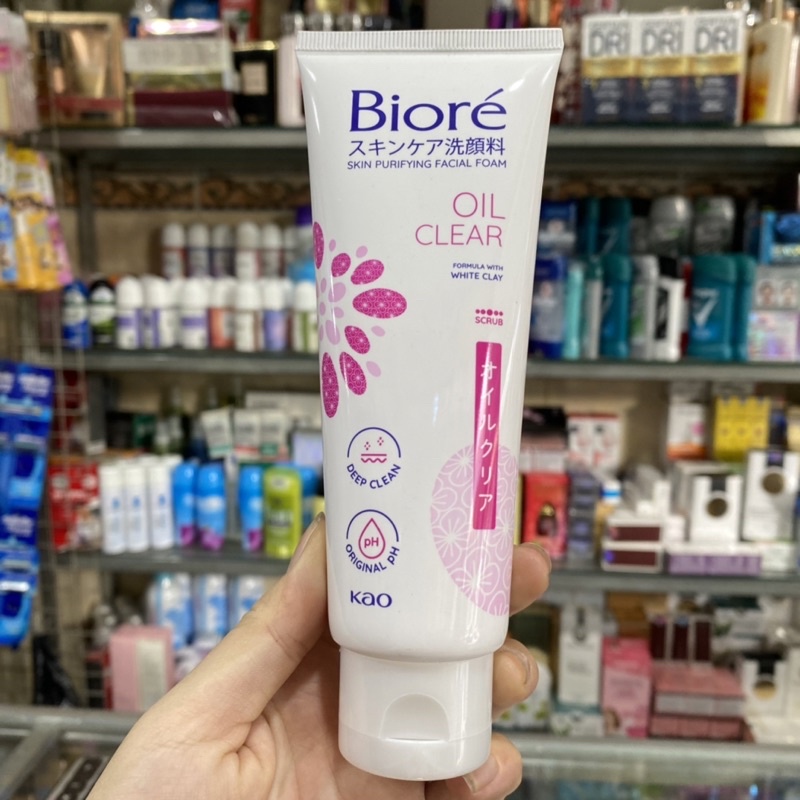 Bioré
スキンケア洗顔料
SKIN PURIFYING FACIAL FOAM
OIL
CLEAR
FORMULA WITH
WHITE CLAY
SCRUB
オイルクリア
DEEP CLEAN
pH
ORIGINAL pH
Kao
DRI
DRI
DRI